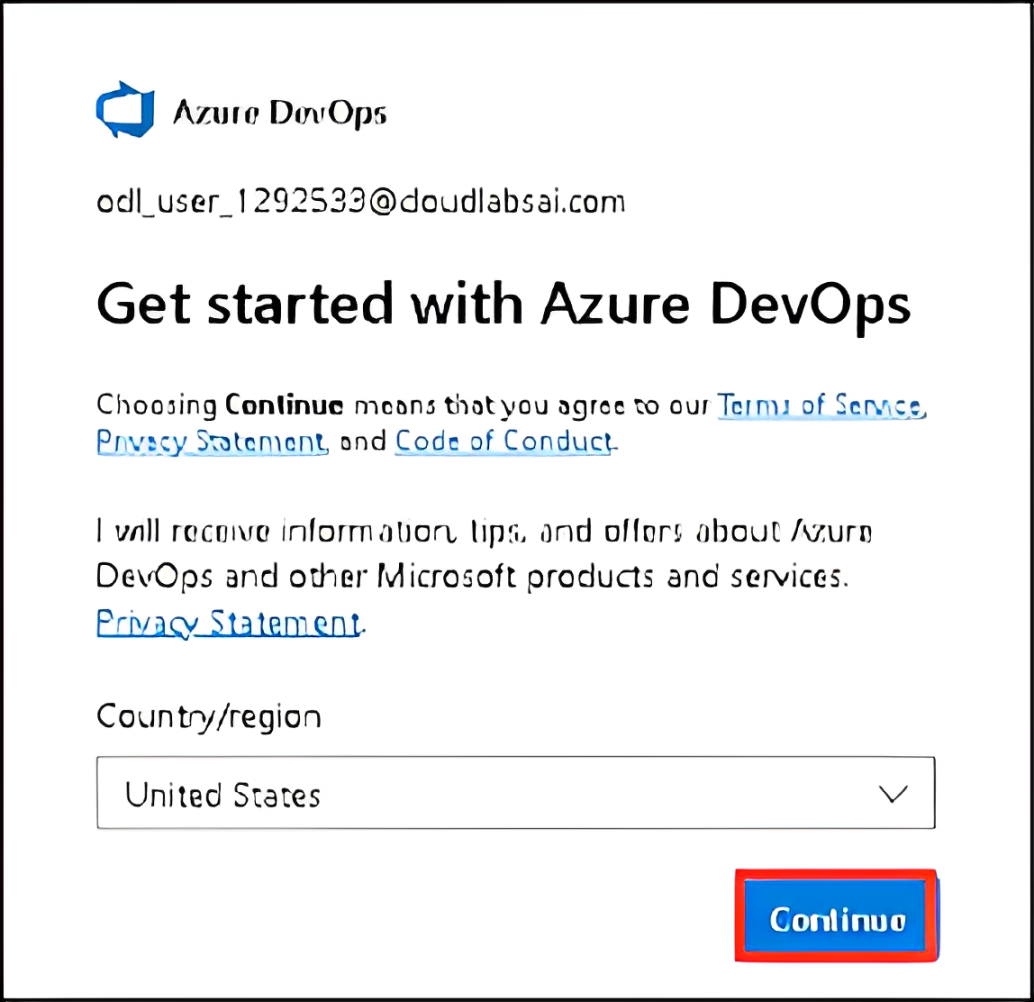 Azure DevOps
odl_user_1292533@cloudlabsai.com
Get started with Azure DevOps
Choosing Continue means that you agree to our Terms of Service,
Privacy Statement, and Code of Conduct.
I will receive information, tips, and offers about Azure
DevOps and other Microsoft products and services.
Privacy Statement.
Country/region
United States
Continue